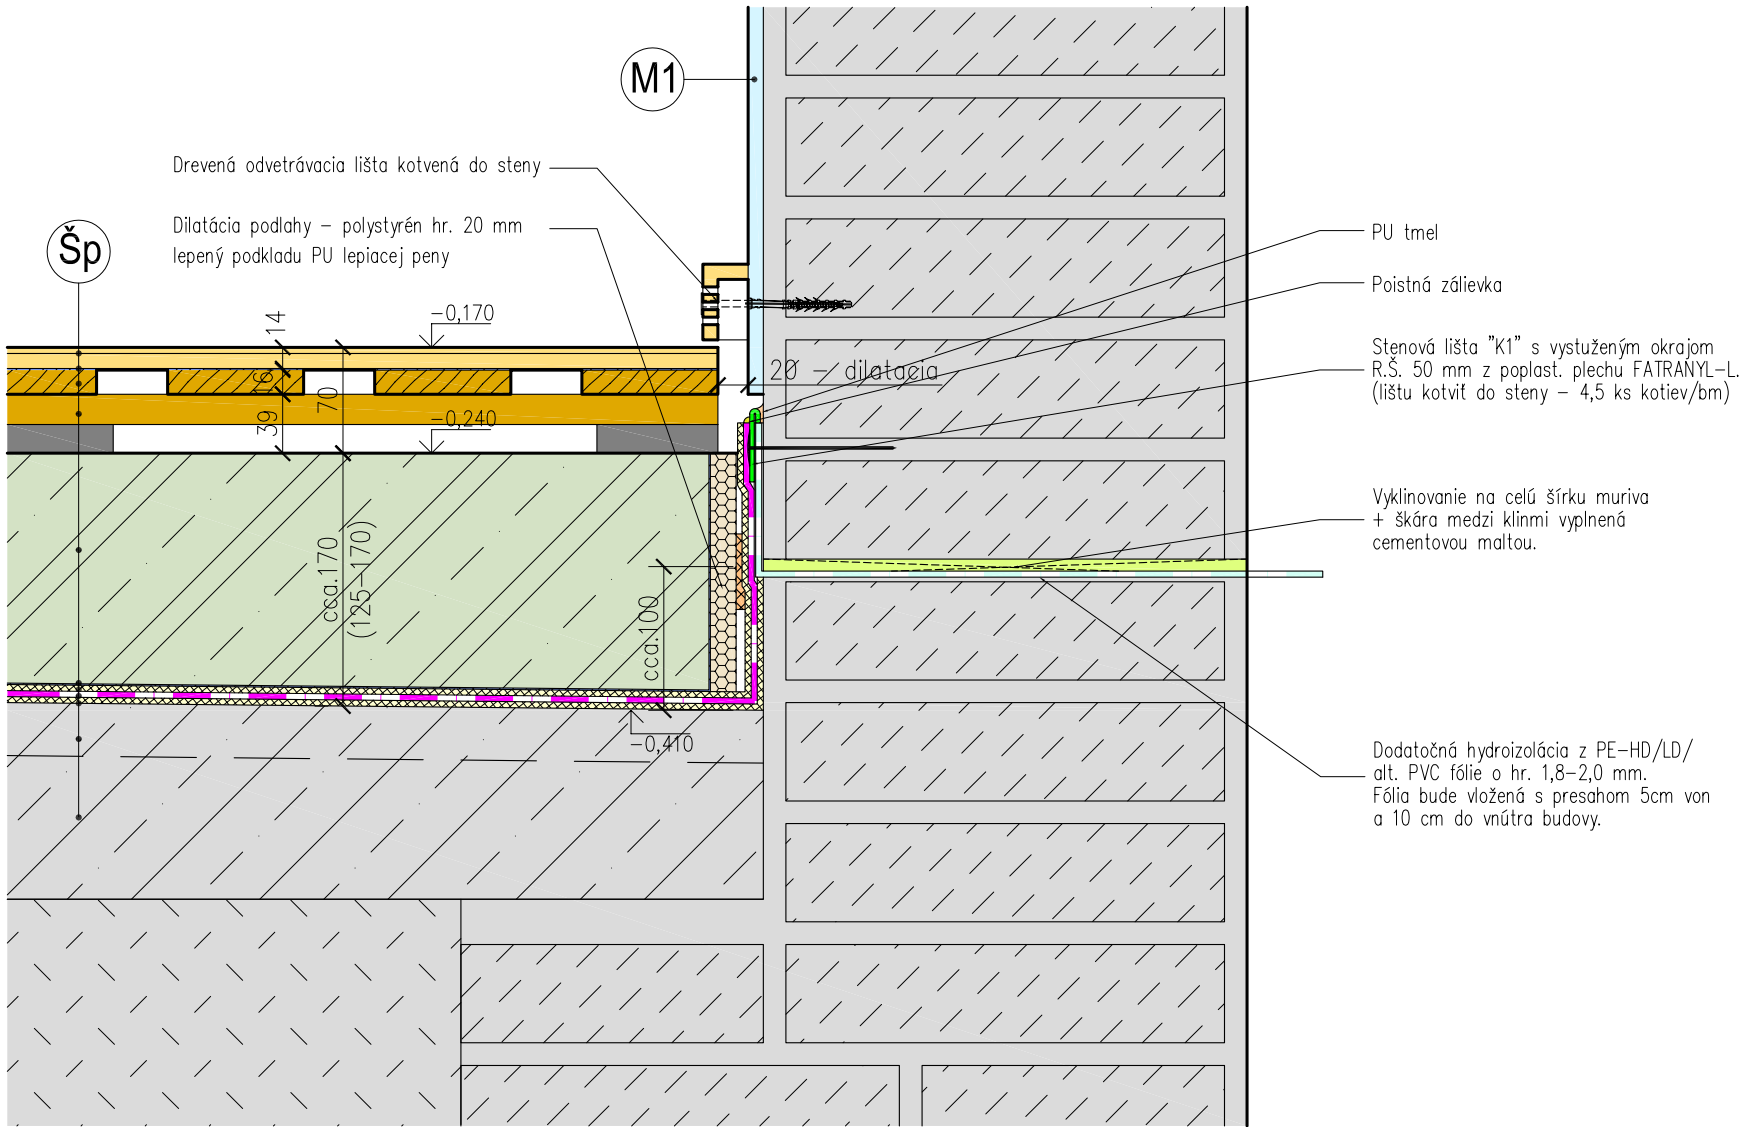 M1
Drevená odvetrávacia lišta kotvená do steny
Dilatácia podlahy – polystyrén hr. 20 mm
lepený podkladu PU lepiacej peny
Šp
PU tmel
Poistná zálievka
Stenová lišta "K1" s vystuženým okrajom
R.Š. 50 mm z poplast. plechu FATRANYL–L.
(lištu kotviť do steny – 4,5 ks kotiev/bm)
-0,170
14
16
39
70
20 – dilatácia
-0,240
Vyklinovanie na celú šírku muriva
+ škára medzi klinmi vyplnená
cementovou maltou.
cca.170
(125-170)
cca.100
-0,410
Dodatočná hydroizolácia z PE–HD/LD/
alt. PVC fólie o hr. 1,8–2,0 mm.
Fólia bude vložená s presahom 5cm von
a 10 cm do vnútra budovy.